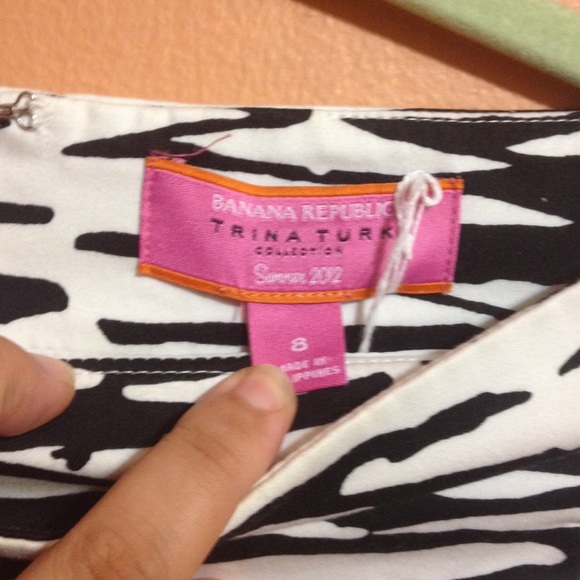 BANANA REPUBLIC
TRINA TURK
COLLECTION
Summer 2012
8
MADE IN